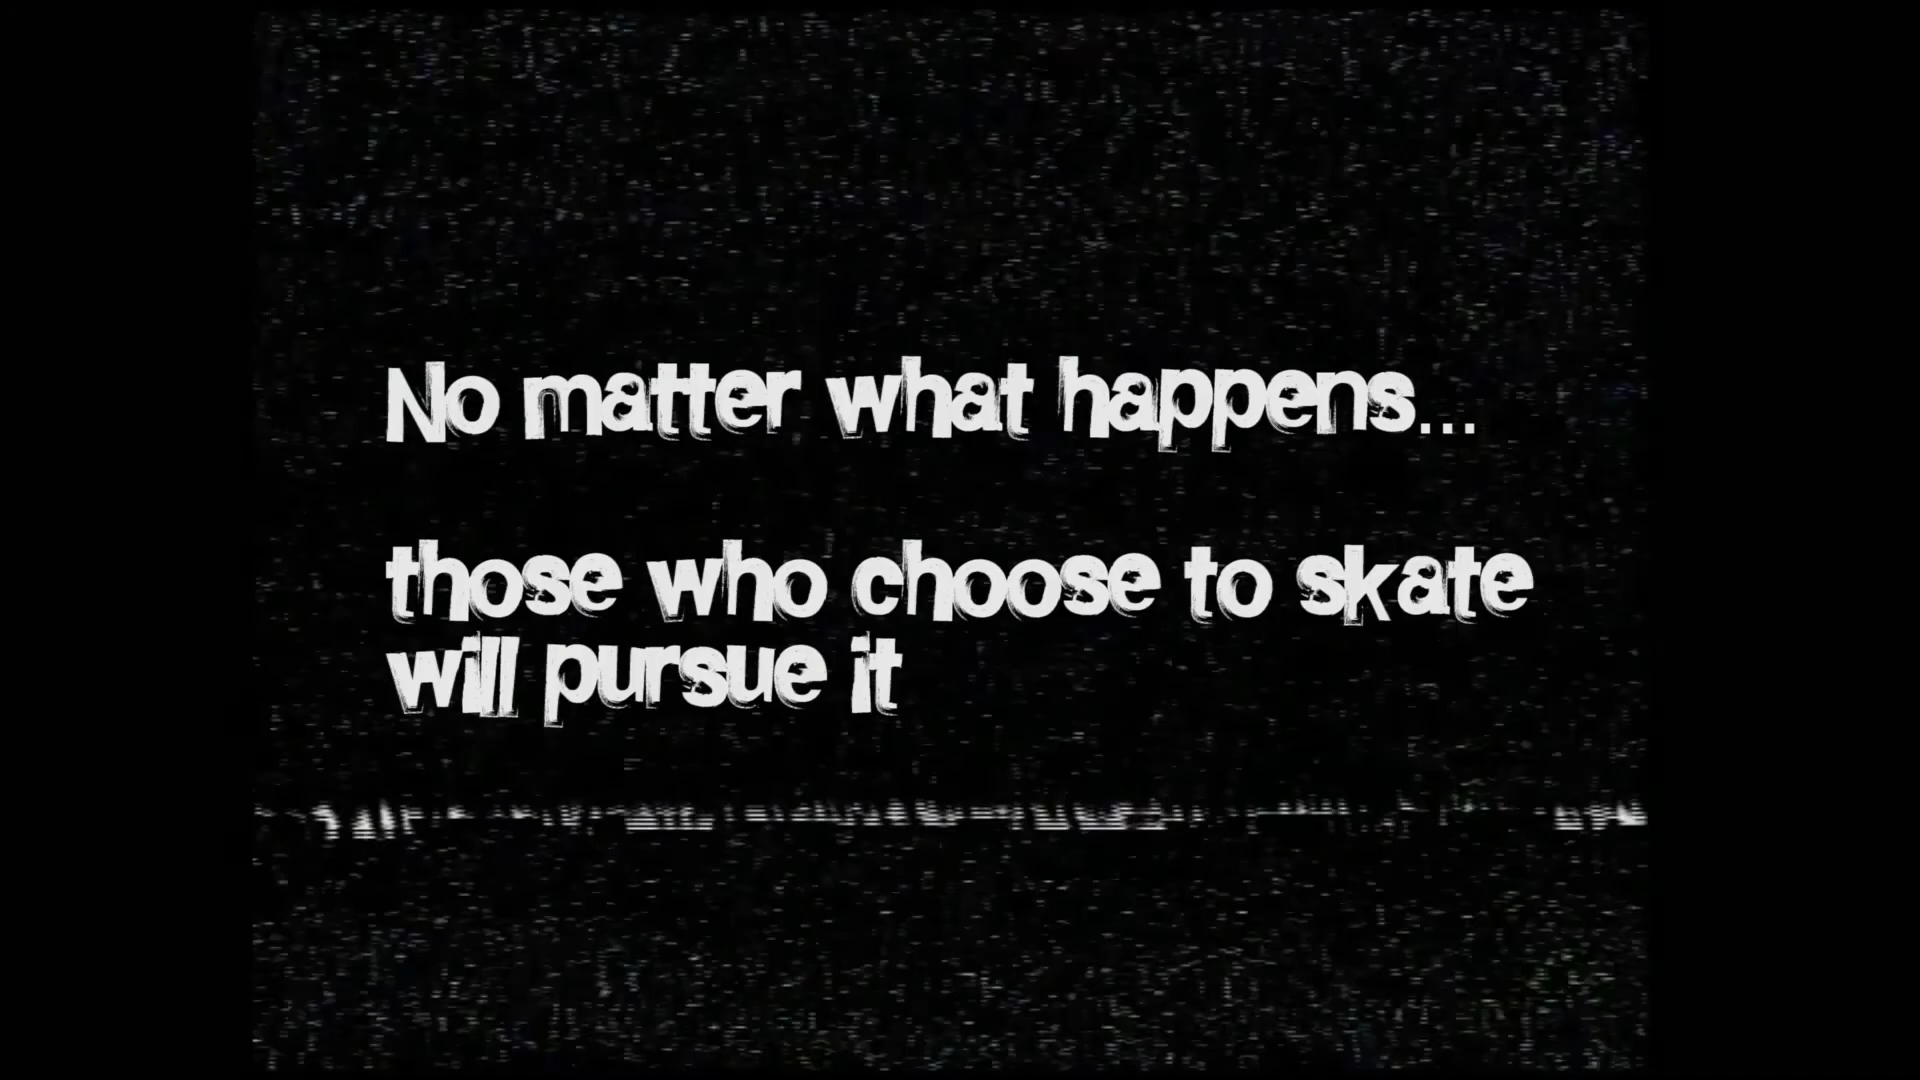 No matter what happens...
those who choose to skate
will pursue it